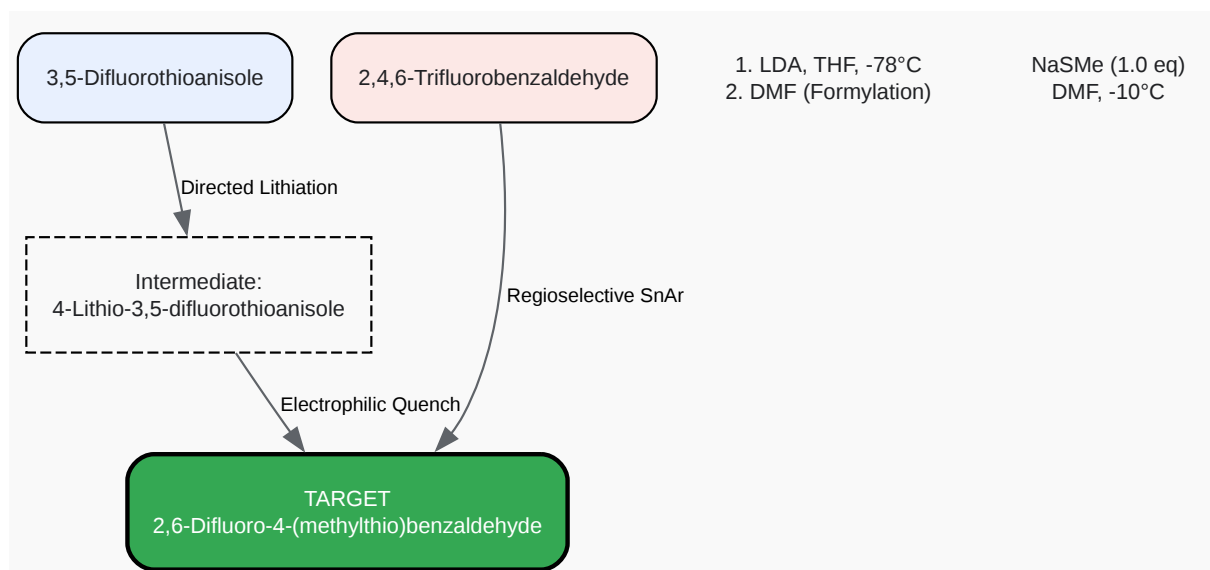 3,5-Difluorothioanisole
2,4,6-Trifluorobenzaldehyde
1. LDA, THF, -78°C
2. DMF (Formylation)
NaSMe (1.0 eq)
DMF, -10°C
Directed Lithiation
Intermediate:
4-Lithio-3,5-difluorothioanisole
Regioselective SnAr
Electrophilic Quench
TARGET
2,6-Difluoro-4-(methylthio)benzaldehyde